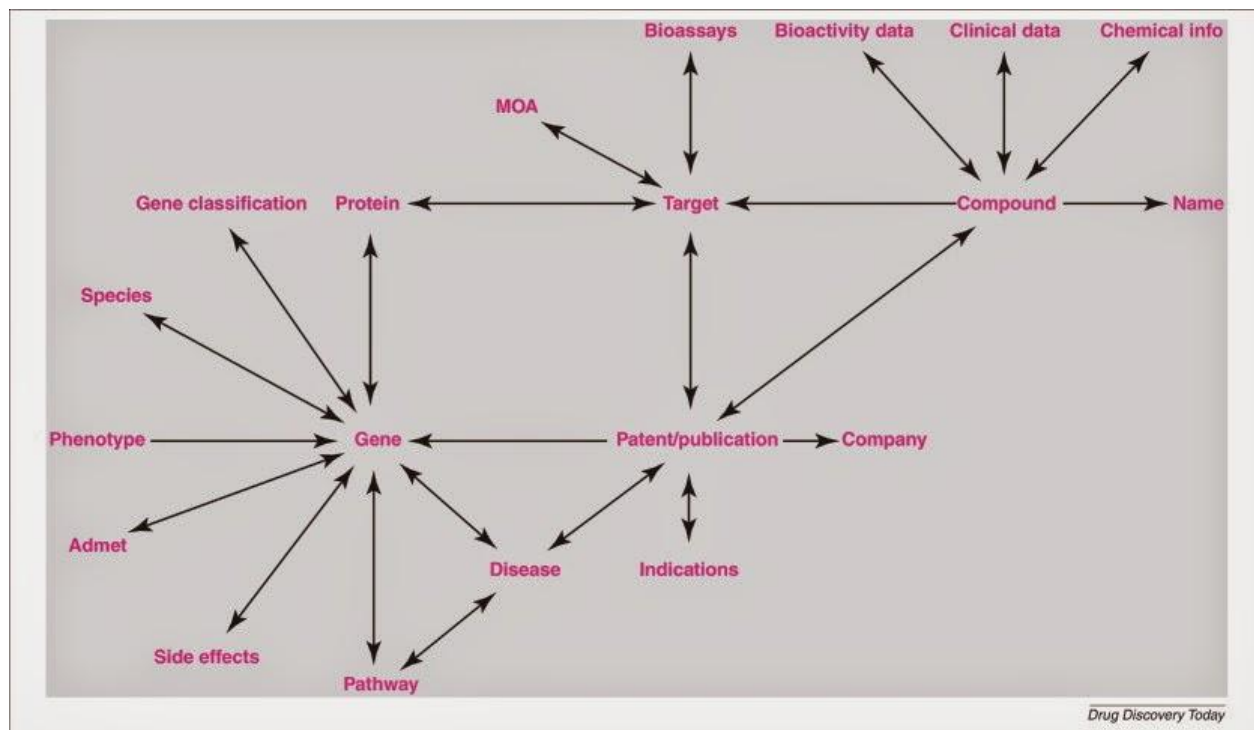 Bioassays
Bioactivity data
Clinical data
Chemical info
MOA
Gene classification
Protein
Target
Compound
Name
Species
Phenotype
Gene
Patent/publication
Company
Admet
Disease
Indications
Side effects
Pathway
Drug Discovery Today